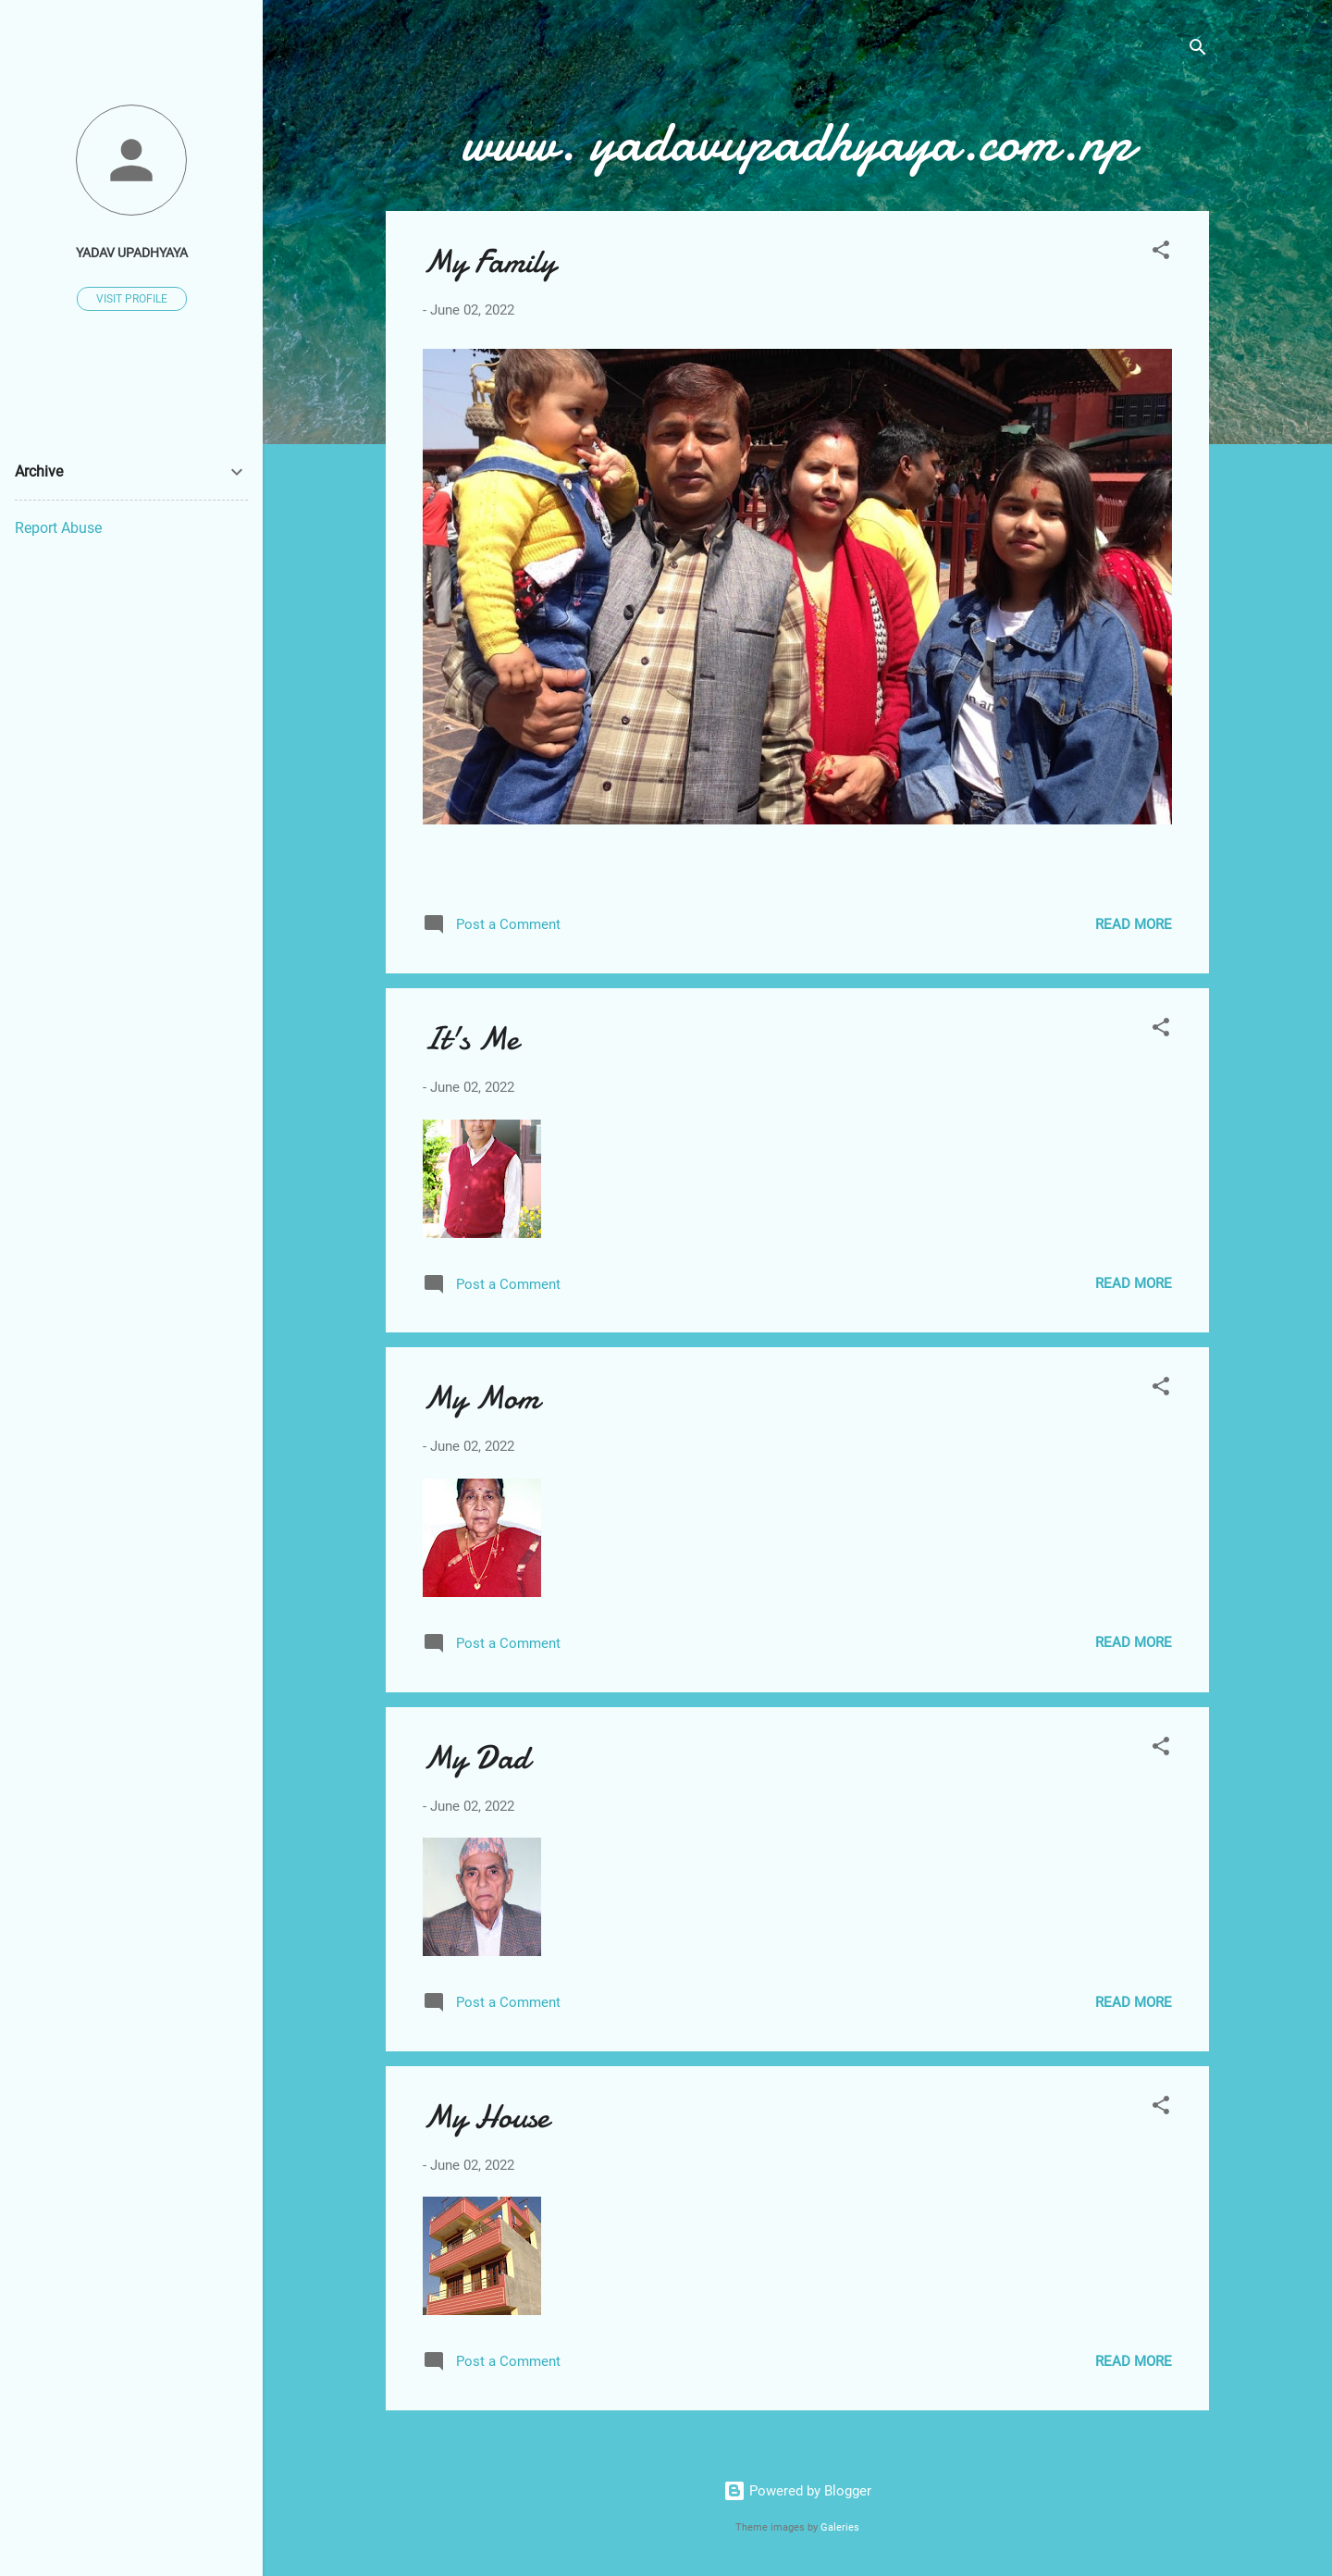 YADAV UPADHYAYA
VISIT PROFILE
Archive
Report Abuse
www. yadavupadhyaya.com.np
My Family
- June 02, 2022
Post a Comment
READ MORE
It's Me
- June 02, 2022
Post a Comment
READ MORE
My Mom
- June 02, 2022
Post a Comment
READ MORE
My Dad
- June 02, 2022
Post a Comment
READ MORE
My House
- June 02, 2022
Post a Comment
READ MORE
Powered by Blogger
Theme images by Galeries